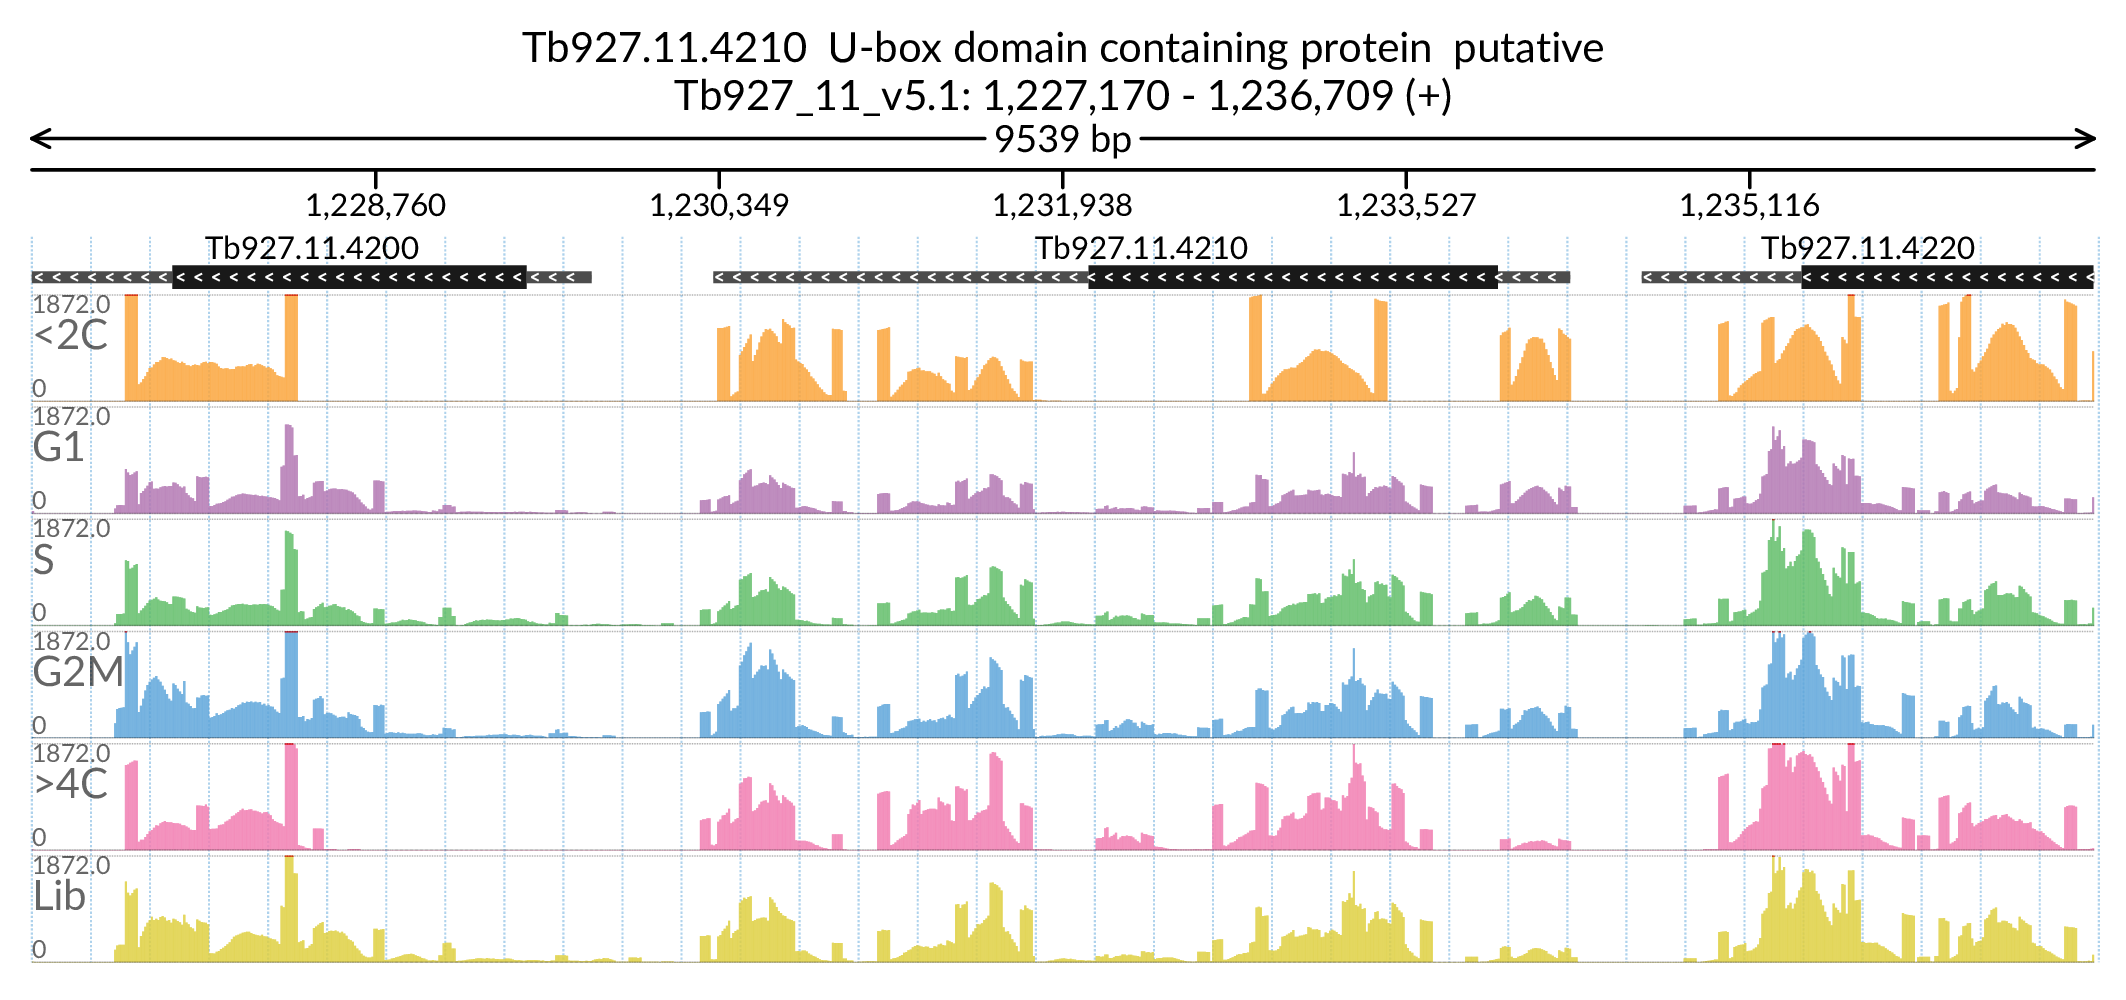 Tb927.11.4210  U-box domain containing protein  putative
Tb927_11_v5.1: 1,227,170 - 1,236,709 (+)
9539 bp
1,228,760 1,230,349 1,231,938 1,233,527 1,235,116
Tb927.11.4200 Tb927.11.4210 Tb927.11.4220
1872.0
<2C
0
1872.0
G1
0
1872.0
S
0
1872.0
G2M
0
1872.0
>4C
0
1872.0
Lib
0